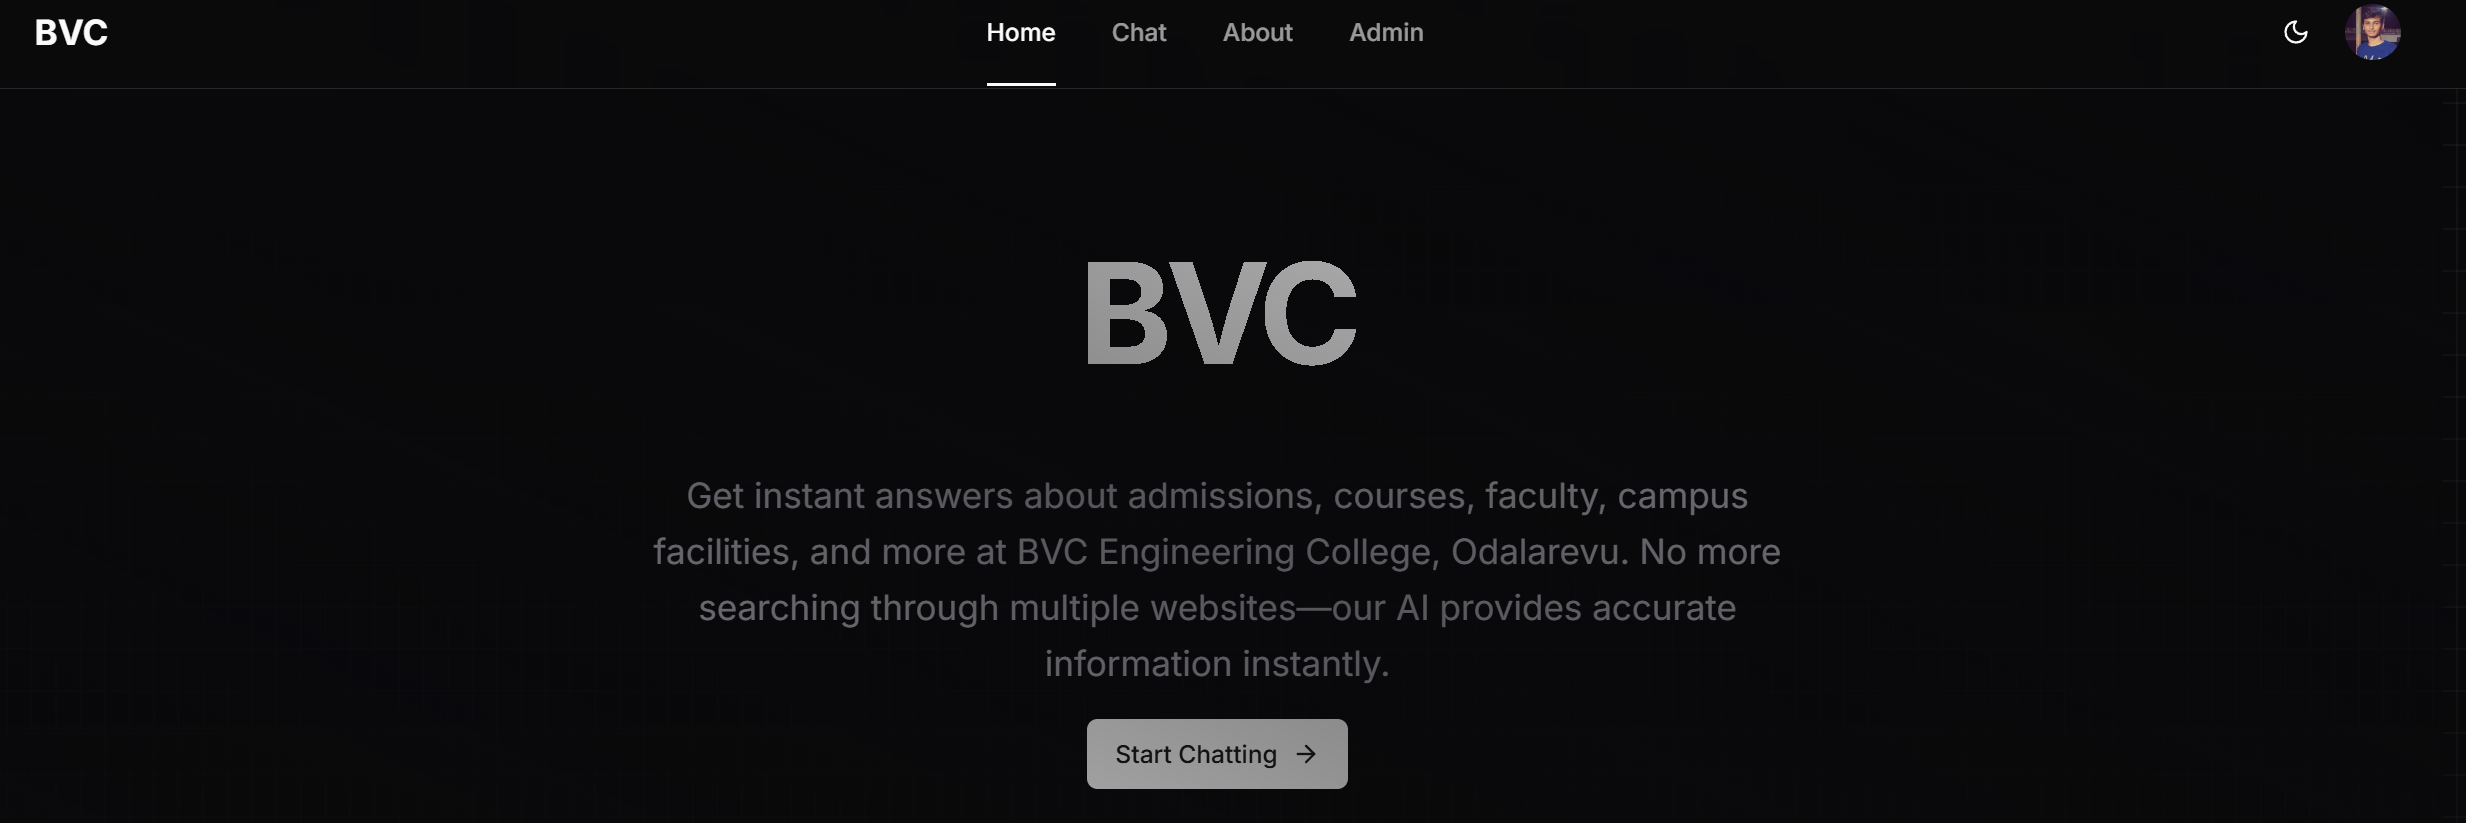 BVC
Home Chat About Admin
BVC
Get instant answers about admissions, courses, faculty, campus
facilities, and more at BVC Engineering College, Odalarevu. No more
searching through multiple websites—our AI provides accurate
information instantly.
Start Chatting →